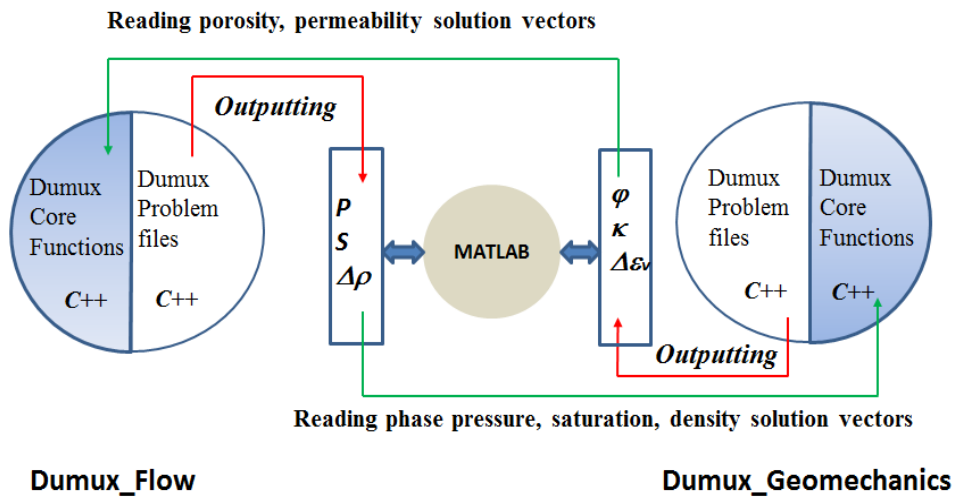 Reading porosity, permeability solution vectors
Outputting
Dumux
Core
Functions
C++
Dumux
Problem
files
C++
P
S
Δρ
MATLAB
φ
κ
Δεv
Dumux
Problem
files
C++
Dumux
Core
Functions
C++
Outputting
Reading phase pressure, saturation, density solution vectors
Dumux_Flow
Dumux_Geomechanics